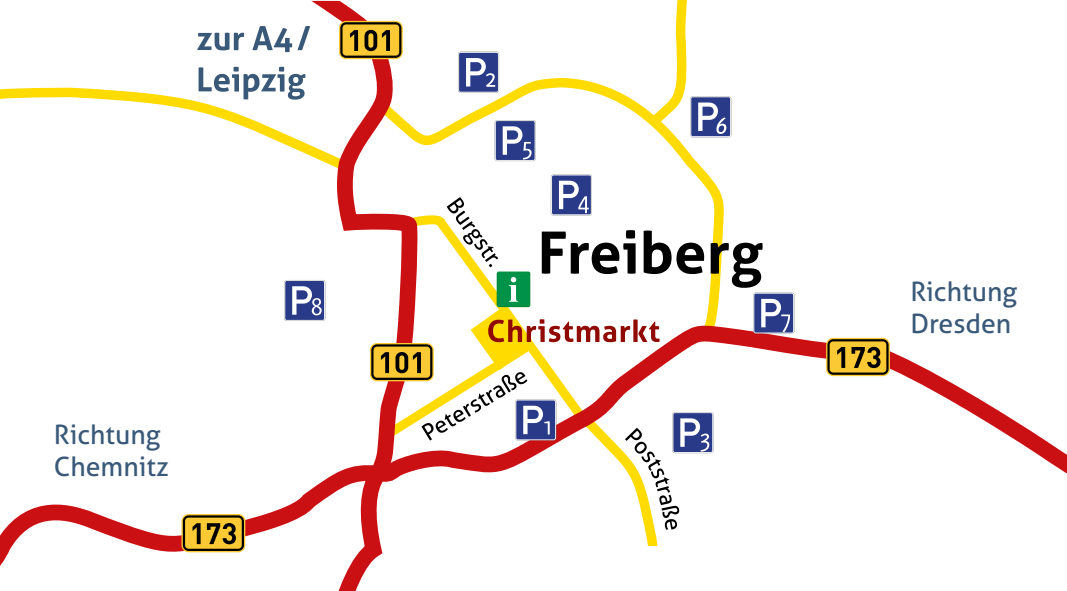 zur A4/
Leipzig
101
P2
P6
P5
P4
Burgstr.
Freiberg
i
P8
Christmarkt
P7
Richtung
Dresden
173
101
Peterstraße
P1
P3
Poststraße
Richtung
Chemnitz
173